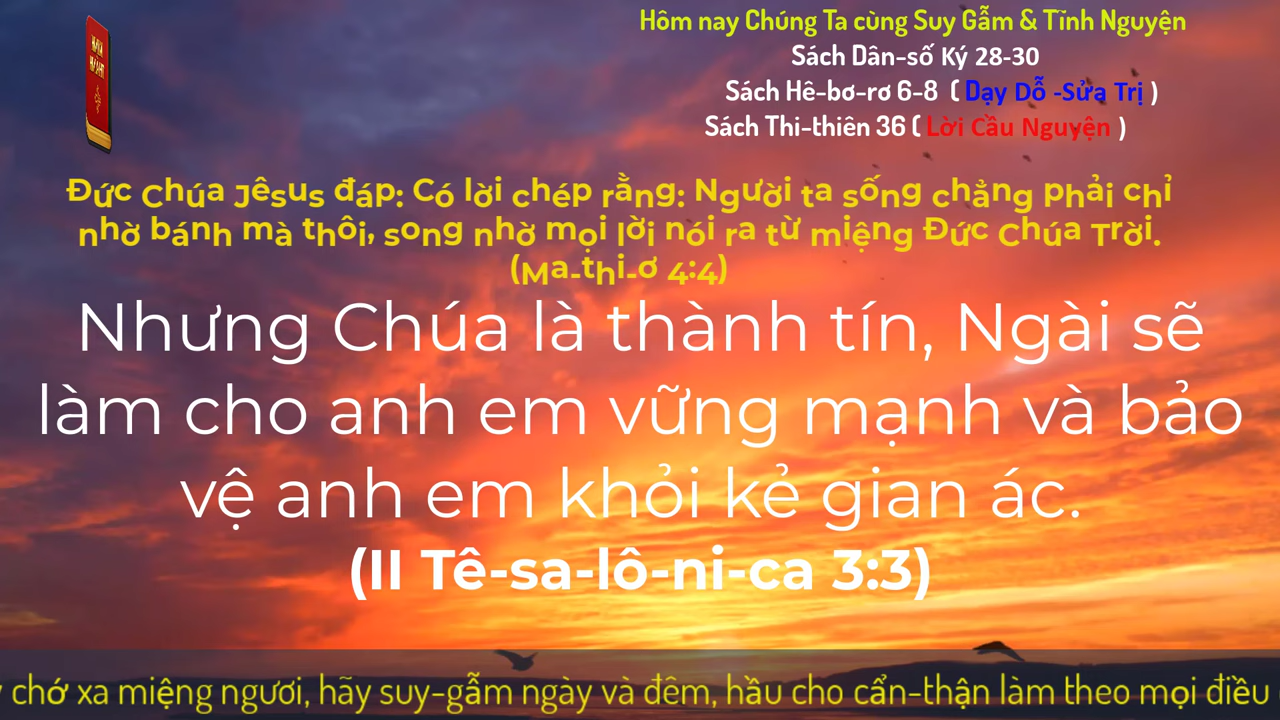 Hôm nay Chúng Ta cùng Suy Gẫm & Tĩnh Nguyện
Sách Dân-số Ký 28-30
Sách Hê-bơ-rơ 6-8 ( Dạy Dỗ -Sửa Trị )
Sách Thi-thiên 36 ( Lời Cầu Nguyện )
Đức Chúa Jêsus đáp: Có lời chép rằng: Người ta sống chẳng phải chỉ
nhờ bánh mà thôi, song nhờ mọi lời nói ra từ miệng Đức Chúa Trời.
(Ma-thi-ơ 4:4)
Nhưng Chúa là thành tín, Ngài sẽ
làm cho anh em vững mạnh và bảo
vệ anh em khỏi kẻ gian ác.
(II Tê-sa-lô-ni-ca 3:3)
chớ xa miệng ngươi, hãy suy-gẫm ngày và đêm, hầu cho cẩn-thận làm theo mọi điều